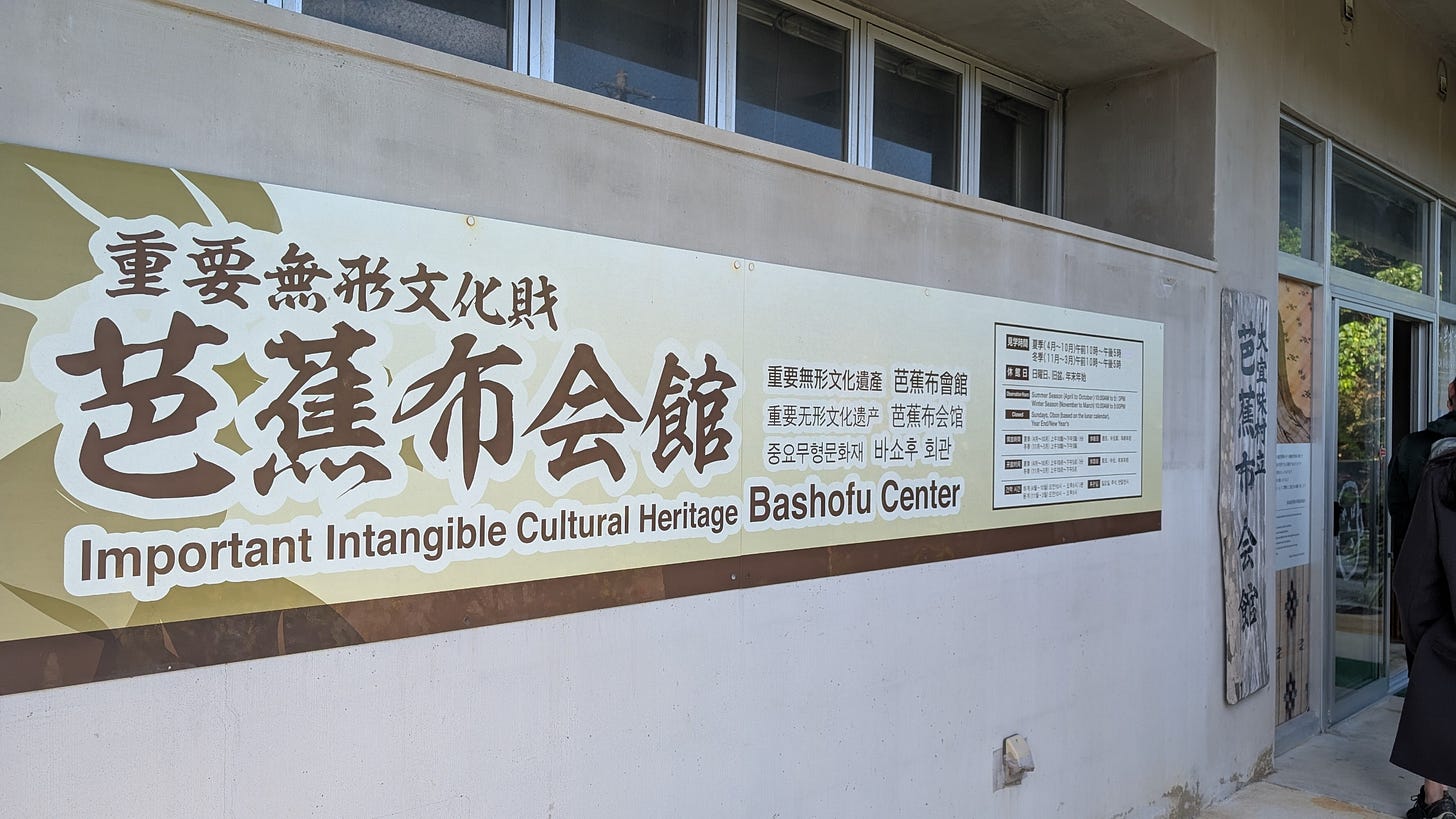 重要無形文化財
芭蕉布会館
Important Intangible Cultural Heritage Bashofu Center
重要無形文化遺產 芭蕉布會館
重要无形文化遗产 芭蕉布会馆
중요무형문화재 바소후 회관
見学時間 夏季(4月〜10月)午前10時〜午後5時
冬季(11月〜3月)午前10時〜午後5時
休館日 日曜日、旧盆、年末年始
Summer Season (April to October) 10:00AM to 5:
Winter Season (November to March) 10:00AM to 5:00PM
Closed Sundays, Obon (based on the lunar calendar),
Year End/New Year's
大宜味村立
芭蕉布会館